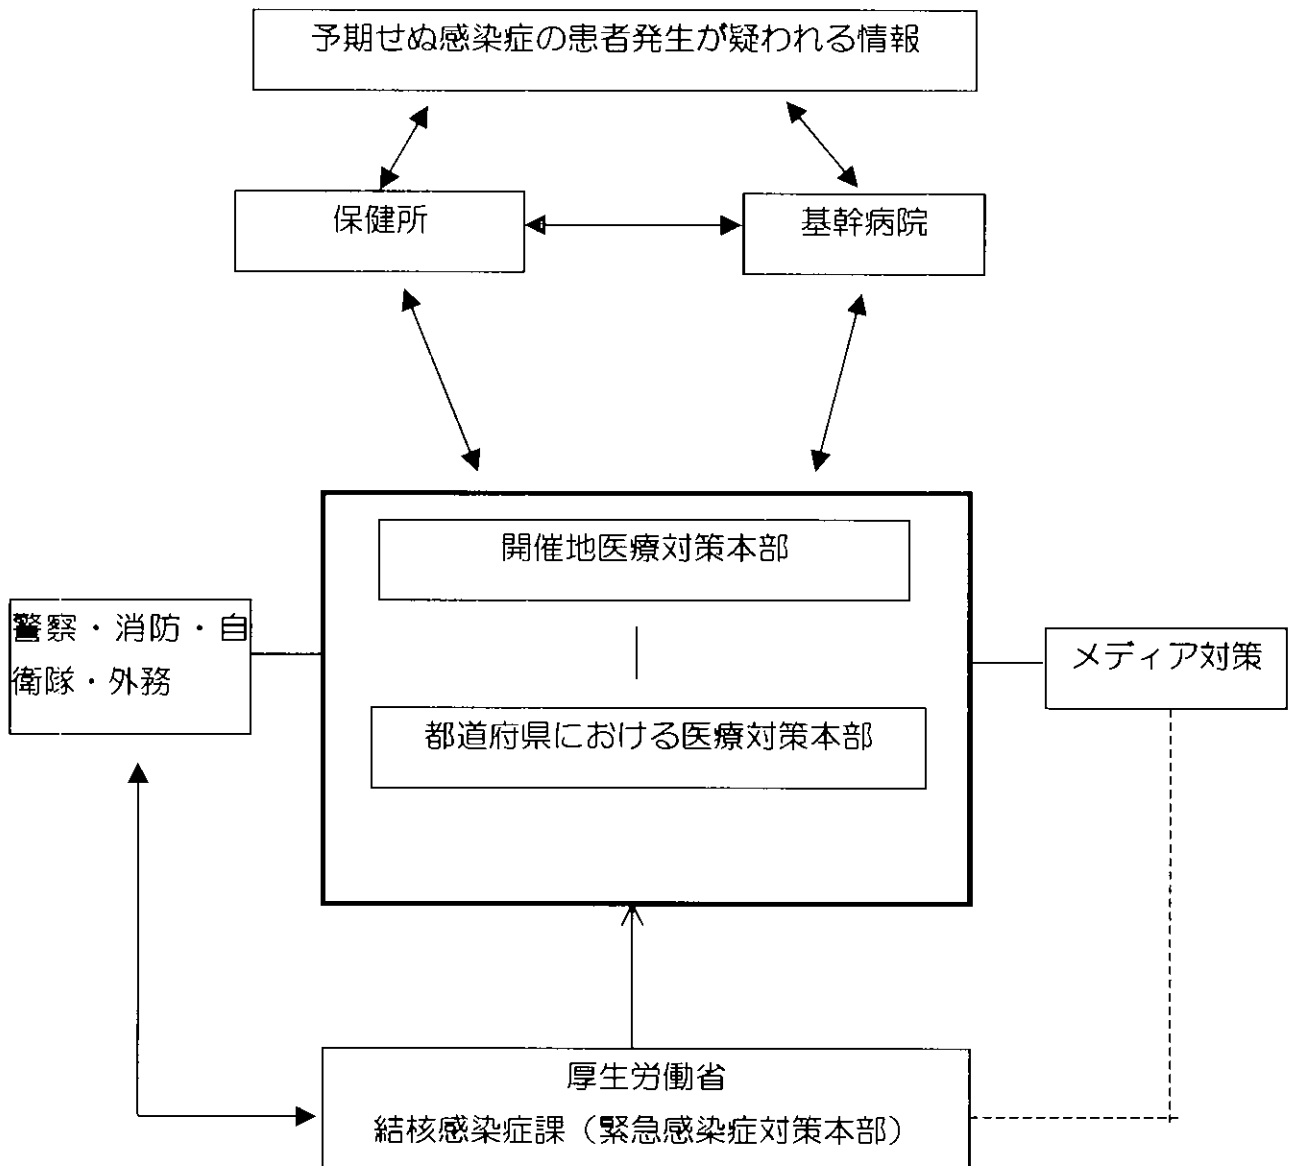 予期せぬ感染症の患者発生が疑われる情報
保健所
基幹病院
開催地医療対策本部
警察・消防・自
衛隊・外務
メディア対策
都道府県における医療対策本部
厚生労働省
結核感染症課（緊急感染症対策本部）